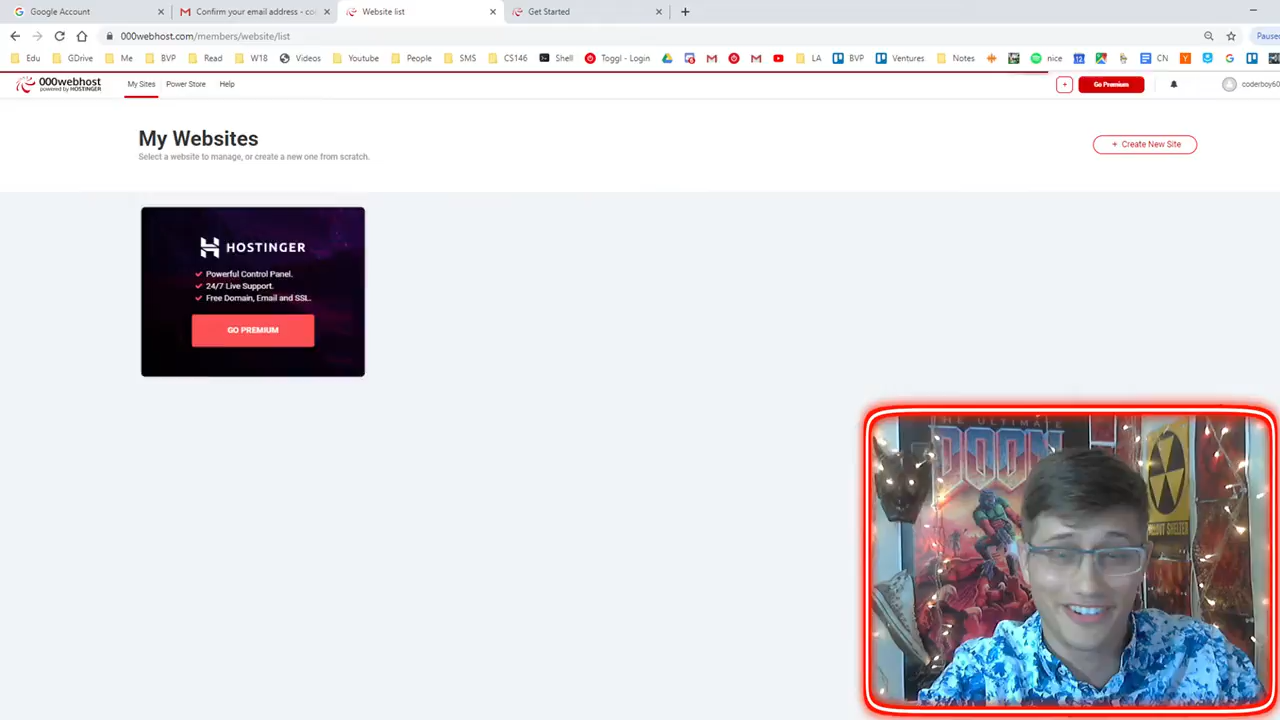 Google Account
Confirm your email address - co
Website list
Get Started
000webhost.com/members/website/list
Edu GDrive Me BVP Read W18 Videos Youtube People SMS CS146 Shell Toggl - Login LA BVP Ventures Notes nice CN
000webhost
powered by HOSTINGER
My Sites
Power Store
Help
+
Go Premium
coderboy60
My Websites
Select a website to manage, or create a new one from scratch.
+ Create New Site
HOSTINGER
Powerful Control Panel.
24/7 Live Support.
Free Domain, Email and SSL.
GO PREMIUM
THE ULTIMATE
DOOM
SHELTER